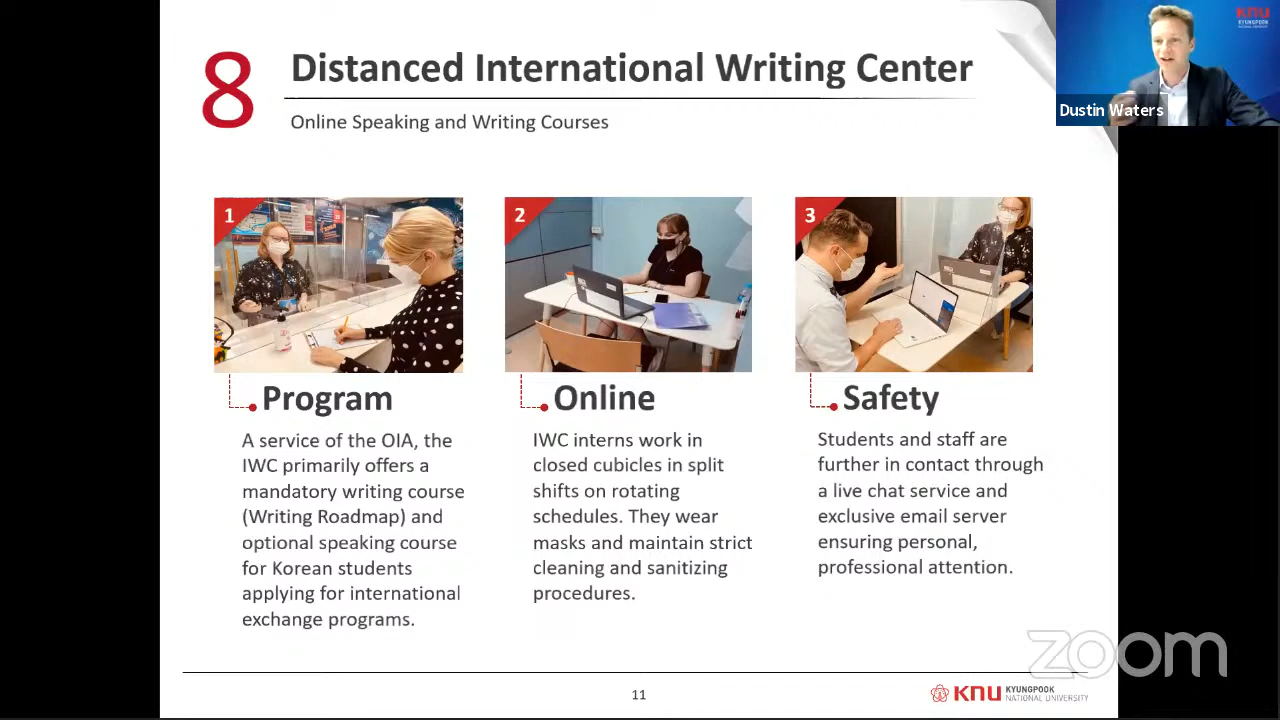 8
Distanced International Writing Center
Online Speaking and Writing Courses
KNU
KYUNGPOOK
NATIONAL UNIVERSITY
Dustin Waters
1
2
3
Program
A service of the OIA, the
IWC primarily offers a
mandatory writing course
(Writing Roadmap) and
optional speaking course
for Korean students
applying for international
exchange programs.
Online
IWC interns work in
closed cubicles in split
shifts on rotating
schedules. They wear
masks and maintain strict
cleaning and sanitizing
procedures.
Safety
Students and staff are
further in contact through
a live chat service and
exclusive email server
ensuring personal,
professional attention.
zoom
11
KNU
KYUNGPOOK
NATIONAL UNIVERSITY